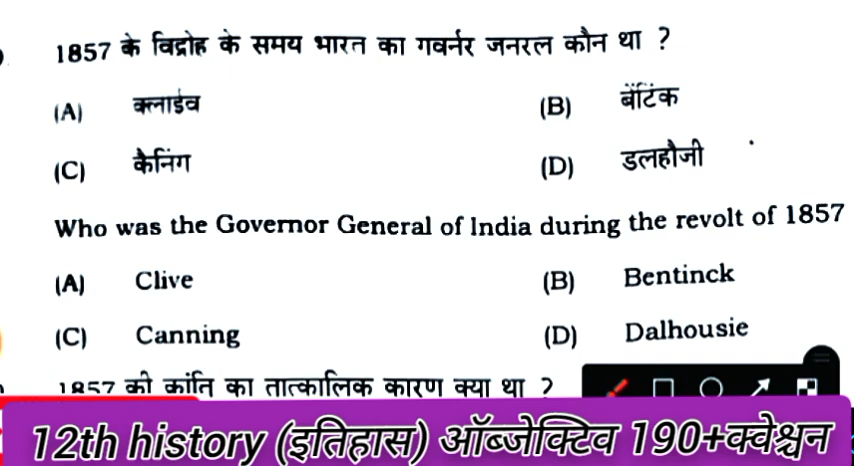 1857 के विद्रोह के समय भारत का गवर्नर जनरल कौन था ?
(A) क्लाईव (B) बेंटिंक
(C) कैनिंग (D) डलहौजी
Who was the Governor General of India during the revolt of 1857
(A) Clive (B) Bentinck
(C) Canning (D) Dalhousie
1857 की क्रांति का तात्कालिक कारण क्या था ?
12th history (इतिहास) ऑब्जेक्टिव 190+क्वेश्चन